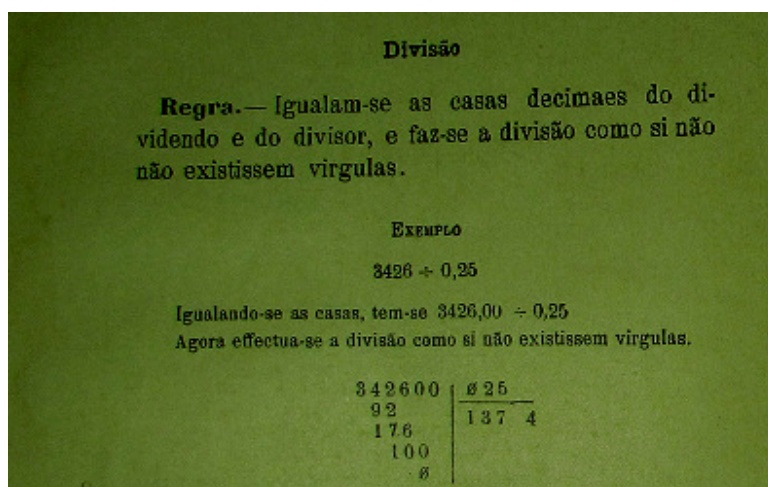 Divisão
Regra.— Igualam-se as casas decimaes do di-
videndo e do divisor, e faz-se a divisão como si não
não existissem virgulas.
EXEMPLO
3426 ÷ 0,25
Igualando-se as casas, tem-se 3426,00 ÷ 0,25
Agora effectua-se a divisão como si não existissem virgulas.
342600 | ø25
92 137 4
176
100
ø